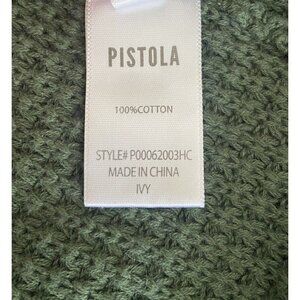 PISTOLA
100%COTTON
STYLE# P00062003HC
MADE IN CHINA
IVY